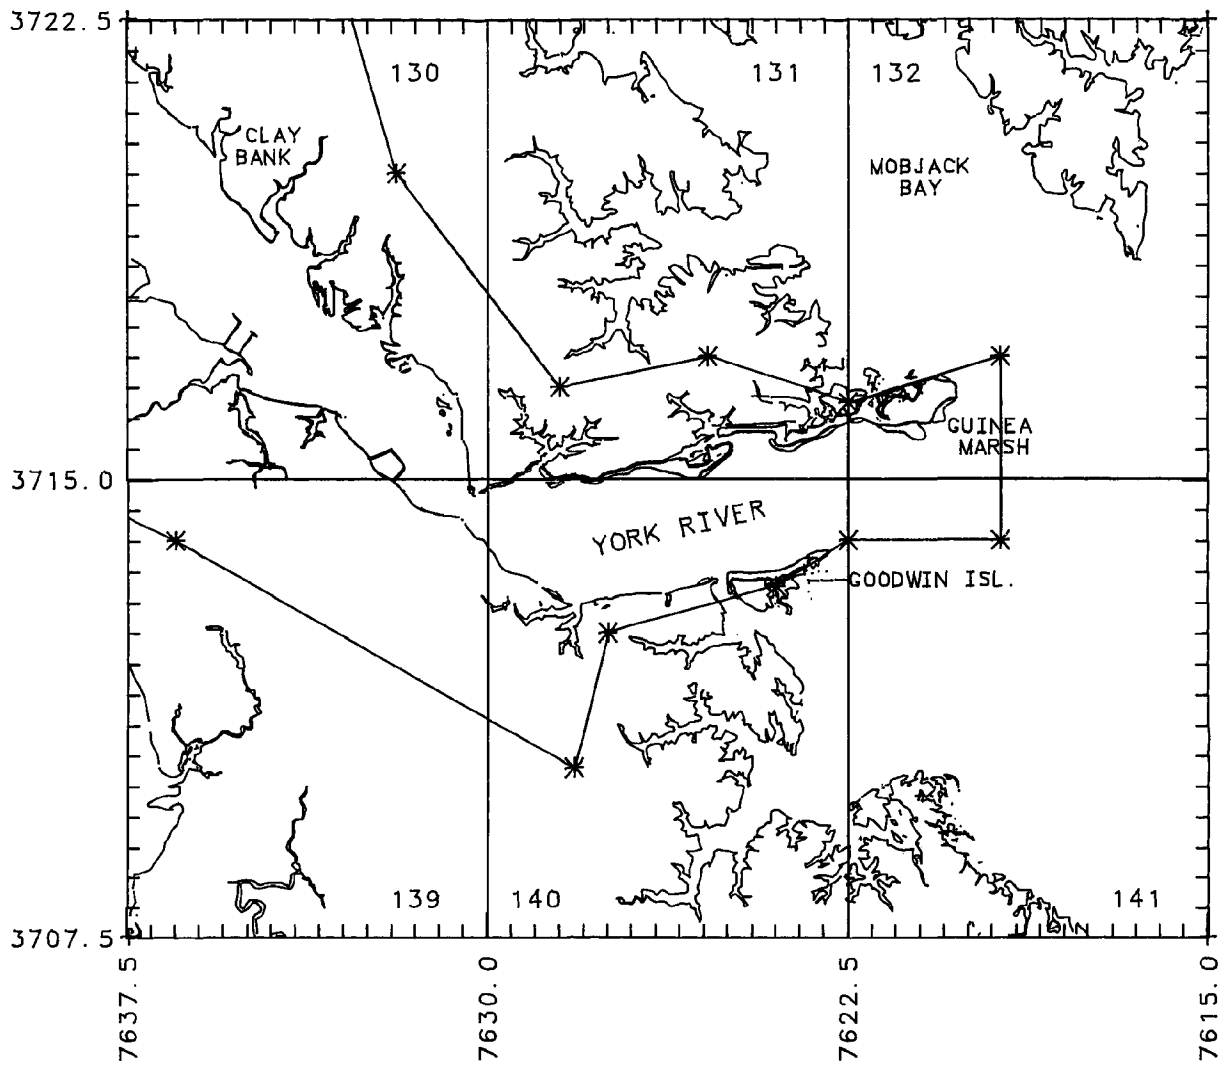 3722.5
130
131
132
CLAY
BANK
MOBJACK
BAY
GUINEA
MARSH
3715.0
YORK RIVER
GOODWIN ISL.
139
140
141
3707.5
7637.5
7630.0
7622.5
7615.0